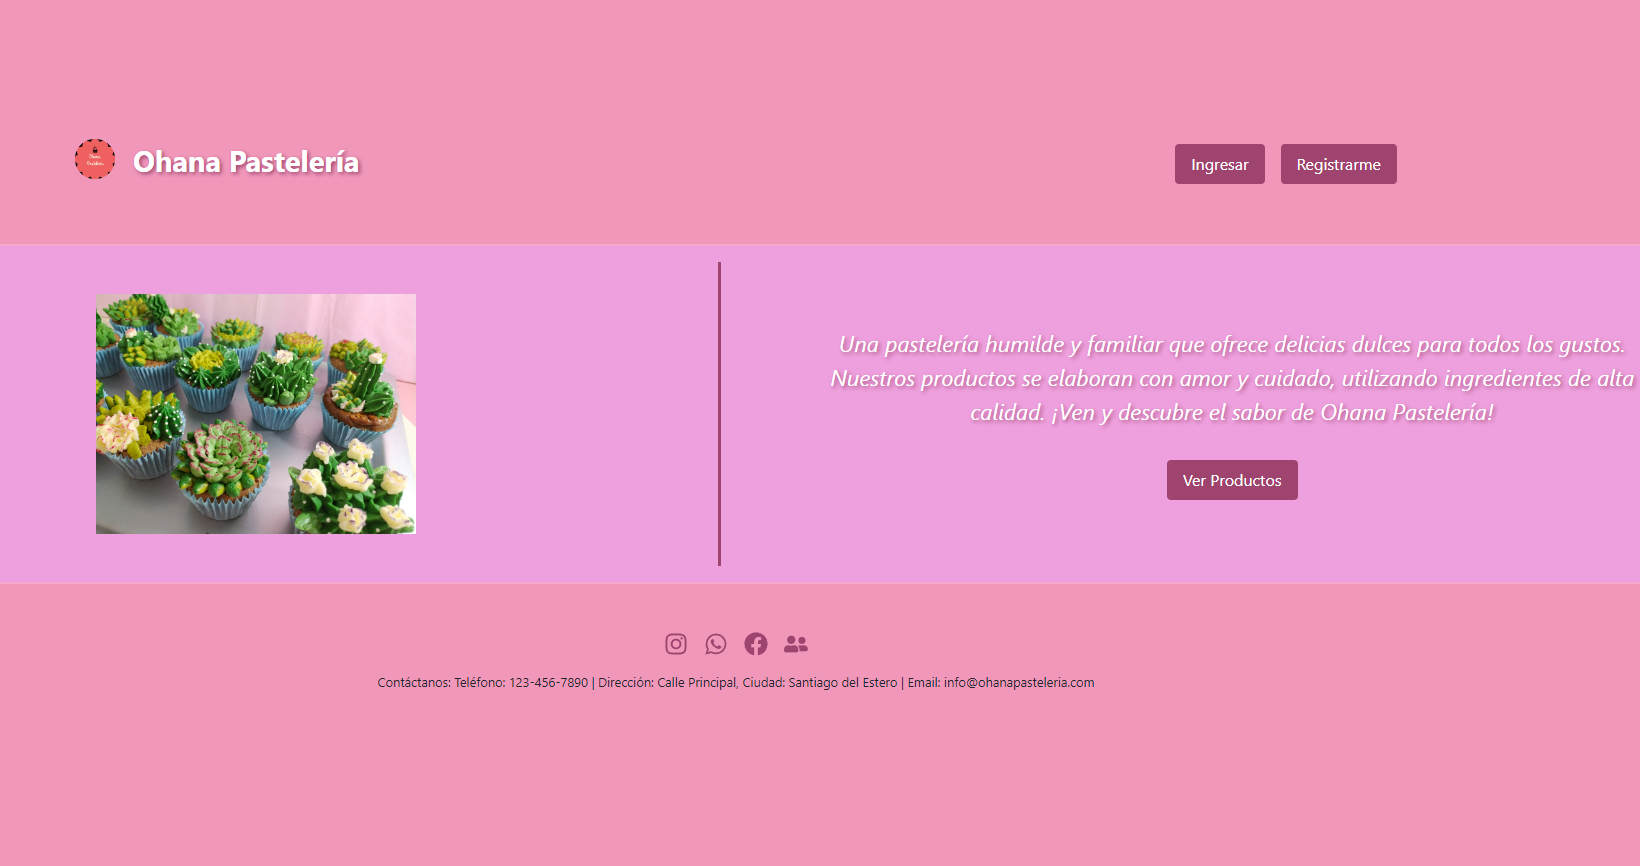 Ohana Pastelería
Ingresar
Registrarme
Una pastelería humilde y familiar que ofrece delicias dulces para todos los gustos.
Nuestros productos se elaboran con amor y cuidado, utilizando ingredientes de alta
calidad. ¡Ven y descubre el sabor de Ohana Pastelería!
Ver Productos
Contáctanos: Teléfono: 123-456-7890 | Dirección: Calle Principal, Ciudad: Santiago del Estero | Email: info@ohanapasteleria.com